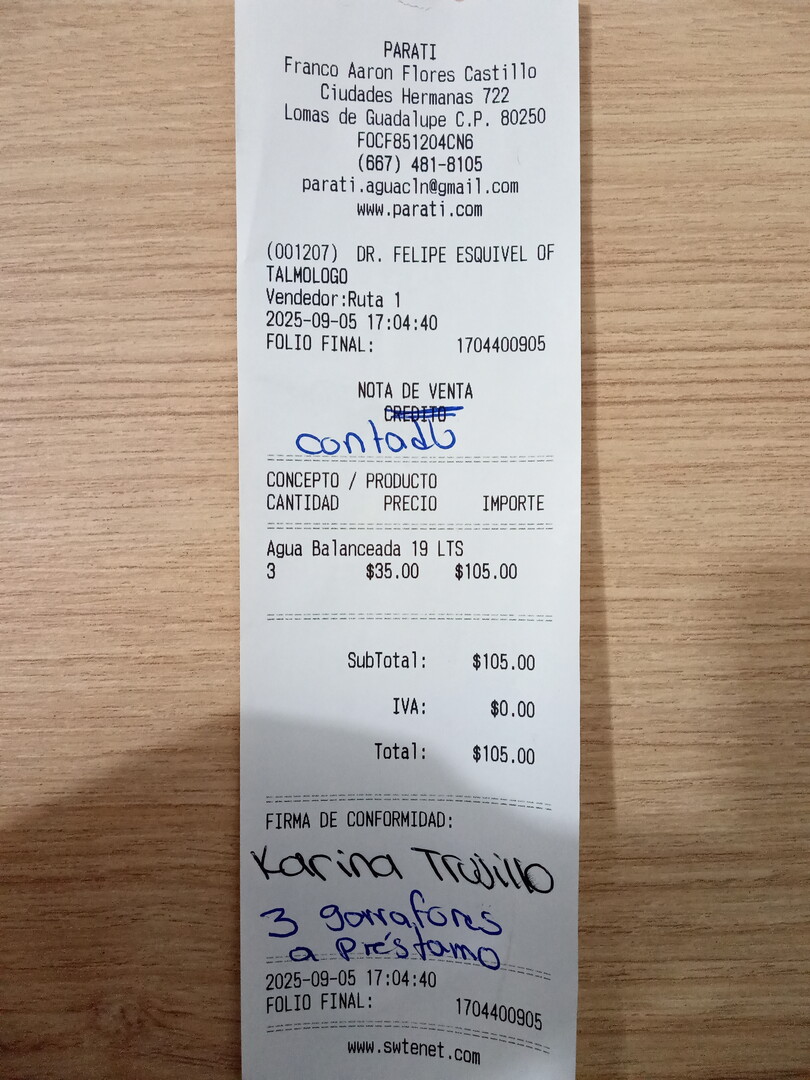 PARATI
Franco Aaron Flores Castillo
Ciudades Hermanas 722
Lomas de Guadalupe C.P. 80250
FOCF851204CN6
(667) 481-8105
parati.aguacln@gmail.com
www.parati.com
(001207) DR. FELIPE ESQUIVEL OF
TALMOLOGO
Vendedor:Ruta 1
2025-09-05 17:04:40
FOLIO FINAL: 1704400905
NOTA DE VENTA
CREDITO
contado
CONCEPTO / PRODUCTO
CANTIDAD PRECIO IMPORTE
Agua Balanceada 19 LTS
3 $35.00 $105.00
SubTotal: $105.00
IVA: $0.00
Total: $105.00
FIRMA DE CONFORMIDAD:
Karina Trujillo
3 garrafones
a Préstamo
2025-09-05 17:04:40
FOLIO FINAL: 1704400905
www.swtenet.com